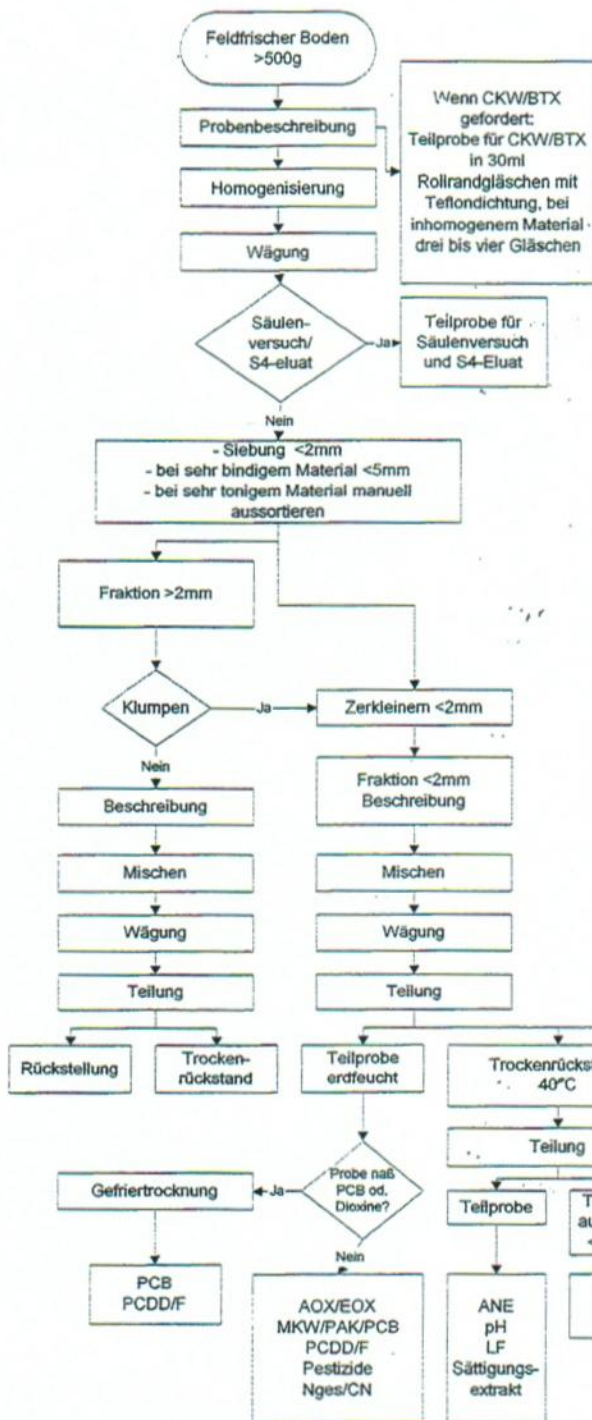 Feldfrischer Boden
>500g
Probenbeschreibung
Wenn CKW/BTX
gefordert:
Teilprobe für CKW/BTX
in 30ml
Rollrandgläschen mit
Teflondichtung, bei
inhomogenem Material
drei bis vier Gläschen
Homogenisierung
Wägung
Säulen-
versuch/
S4-eluat
Ja
Teilprobe für
Säulenversuch
und S4-Eluat
Nein
- Siebung <2mm
- bei sehr bindigem Material <5mm
- bei sehr tonigem Material manuell
aussortieren
Fraktion >2mm
Klumpen
Ja
Zerkleinern <2mm
Nein
Beschreibung
Mischen
Wägung
Teilung
Rückstellung
Trocken-
rückstand
Fraktion <2mm
Beschreibung
Mischen
Wägung
Teilung
Teilprobe
erdfeucht
Trockenrückst
40°C
Teilung
Probe naß
PCB od.
Dioxine?
Ja
Gefriertrocknung
PCB
PCDD/F
Nein
AOX/EOX
MKW/PAK/PCB
PCDD/F
Pestizide
Nges/CN
Teilprobe
ANE
pH
LF
Sättigungs-
extrakt
T
au
<